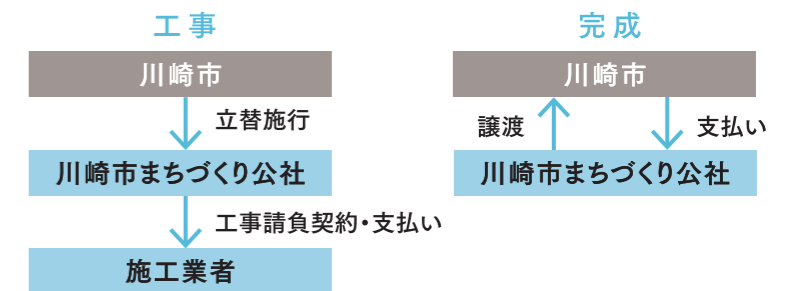 工事
川崎市
立替施行
川崎市まちづくり公社
工事請負契約・支払い
施工業者
完成
川崎市
譲渡
支払い
川崎市まちづくり公社